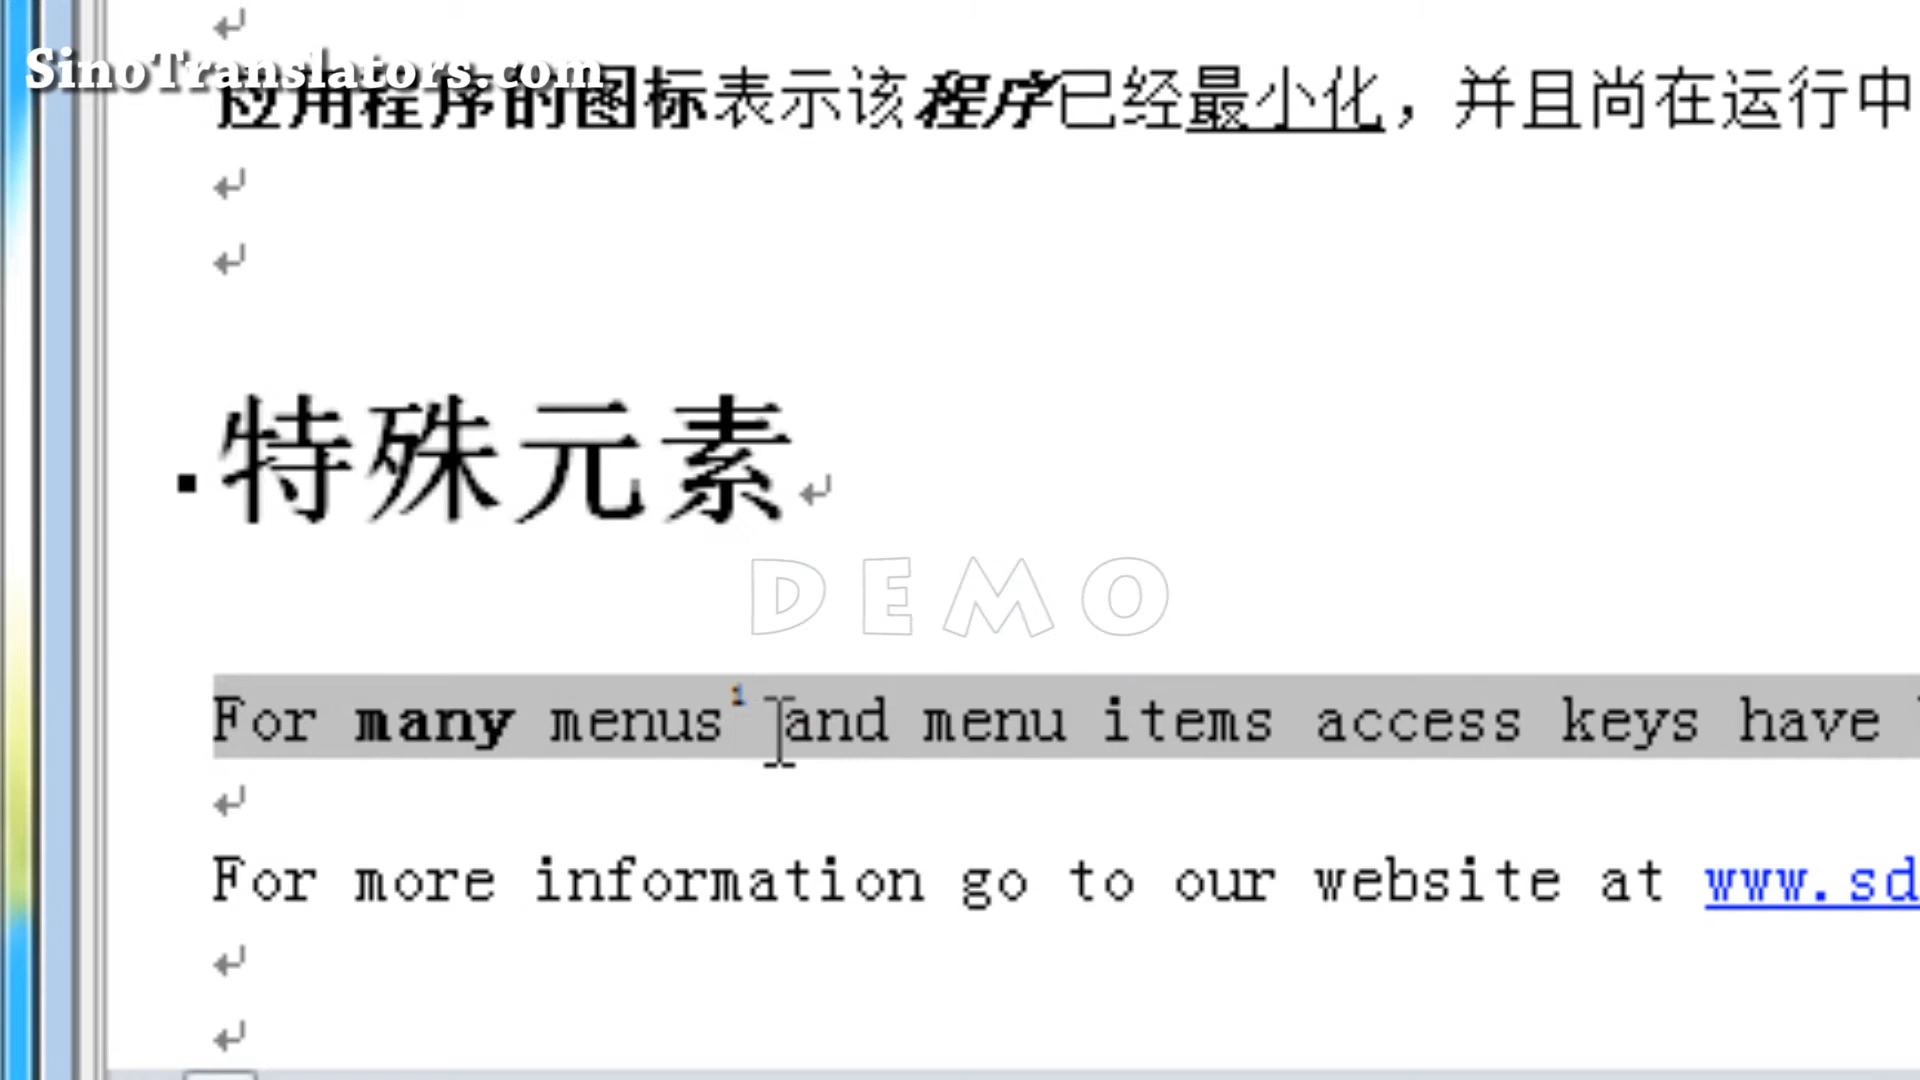 SinoTranslators.com
应用程序的图标表示该程序已经最小化，并且尚在运行中
特殊元素
DEMO
For many menus¹ and menu items access keys have
For more information go to our website at www.sd